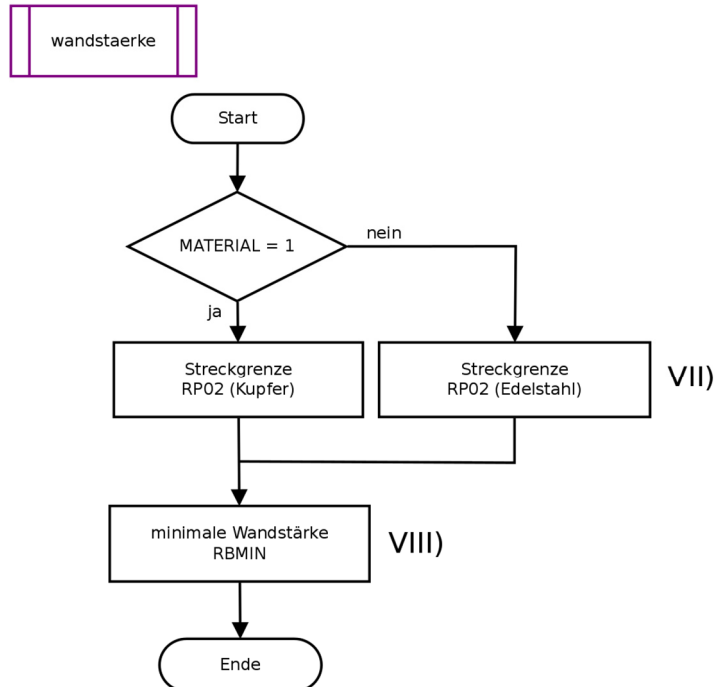 wandstaerke
Start
MATERIAL = 1
nein
ja
Streckgrenze
RP02 (Kupfer)
Streckgrenze
RP02 (Edelstahl)
VII)
minimale Wandstärke
RBMIN
VIII)
Ende